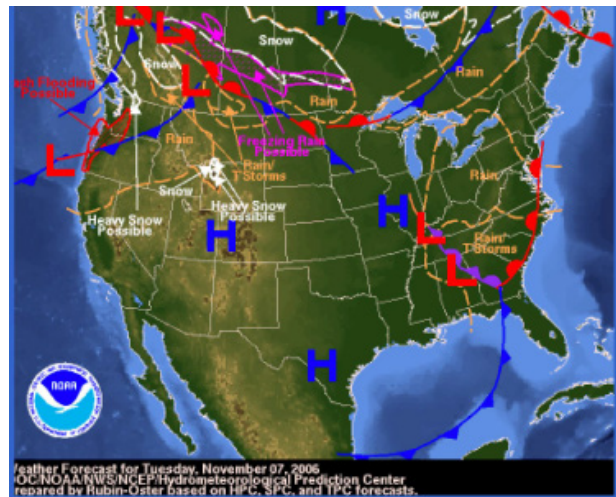 H
L
L
Snow
Snow
Snow
Rain
L
ash Flooding
Possible
Rain
Rain
Freezing Rain
Possible
L
Rain/
T'Storms
Rain
Snow
Heavy Snow
Possible
Heavy Snow
Possible
H
H
L
Rain/
T'Storms
L
H
NOAA
Weather Forecast for Tuesday, November 07, 2006
DOC/NOAA/NWS/NCEP/Hydrometeorological Prediction Center
Prepared by Rubin-Oster based on HPC, SPC, and TPC forecasts.